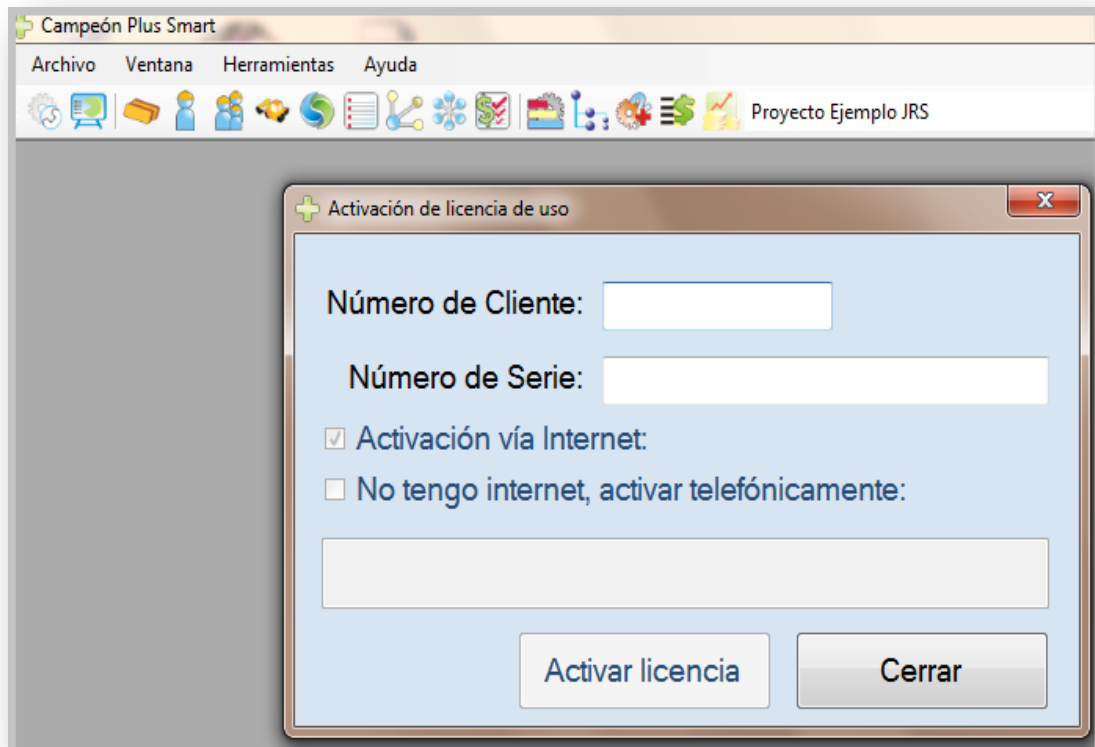 Campeón Plus Smart
Archivo Ventana Herramientas Ayuda
Proyecto Ejemplo JRS
Activación de licencia de uso
Número de Cliente:
Número de Serie:
Activación vía Internet:
No tengo internet, activar telefónicamente:
Activar licencia Cerrar